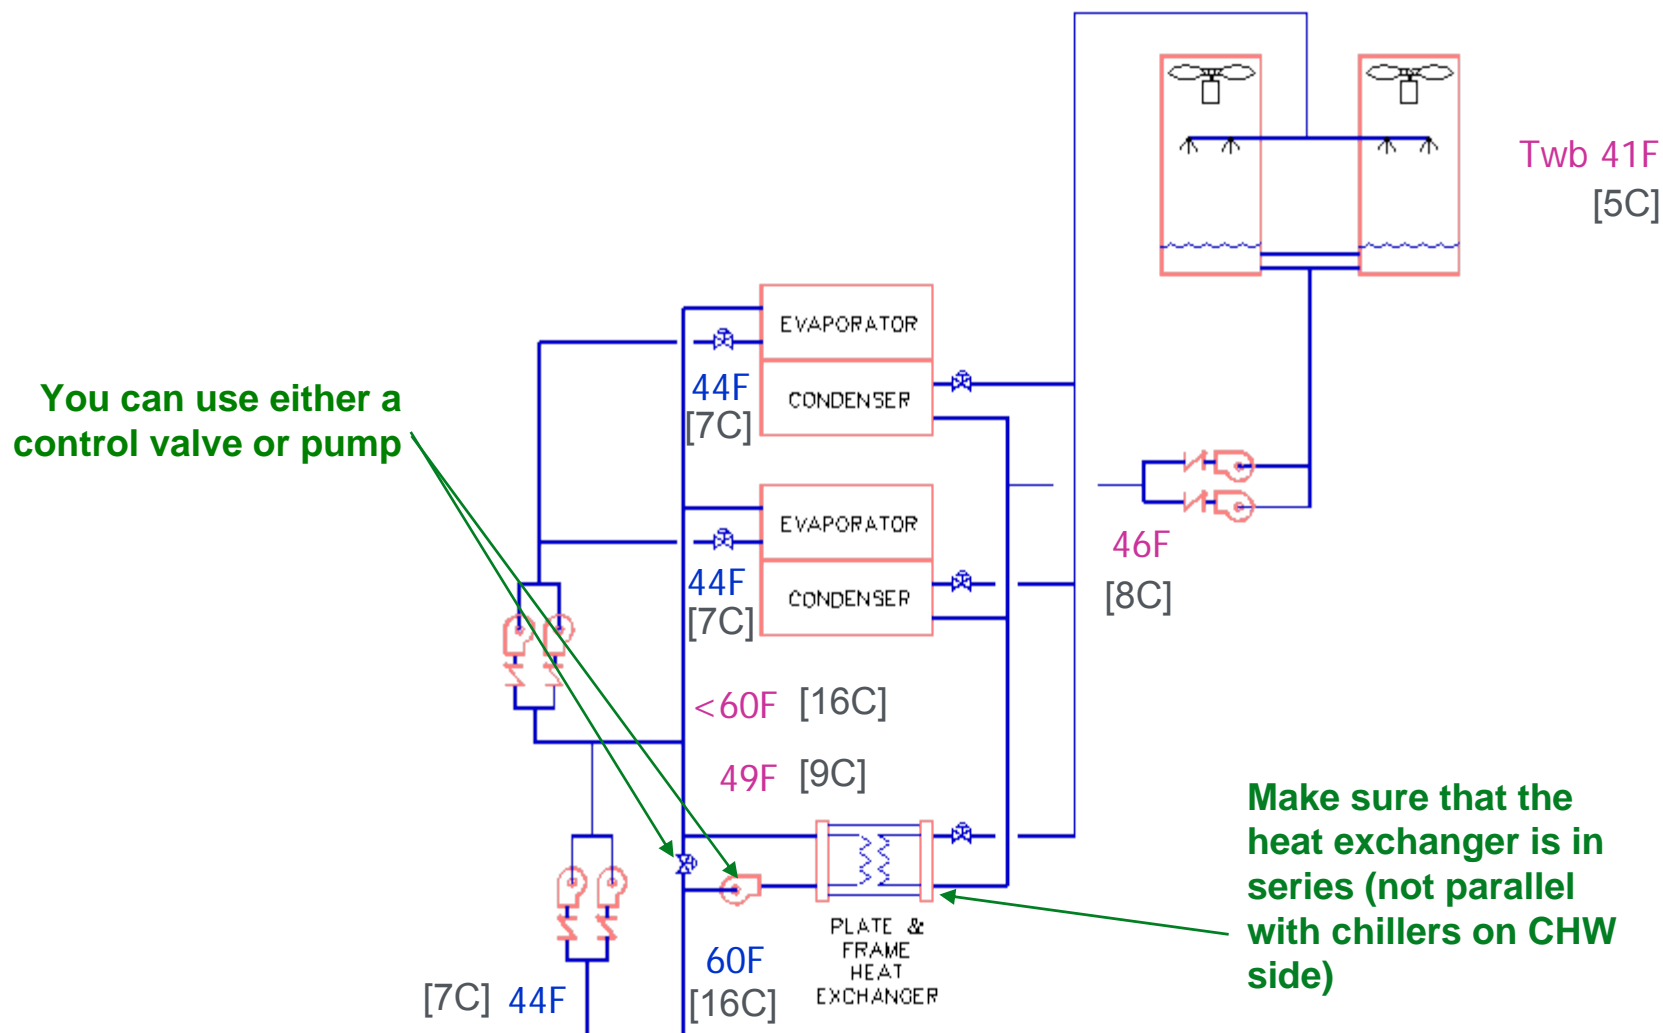 Twb 41F
[5C]
EVAPORATOR
44F
[7C]
CONDENSER
You can use either a
control valve or pump
EVAPORATOR
44F
[7C]
CONDENSER
46F
[8C]
<60F [16C]
49F [9C]
Make sure that the
heat exchanger is in
series (not parallel
with chillers on CHW
side)
PLATE &
FRAME
HEAT
EXCHANGER
60F
[16C]
[7C] 44F